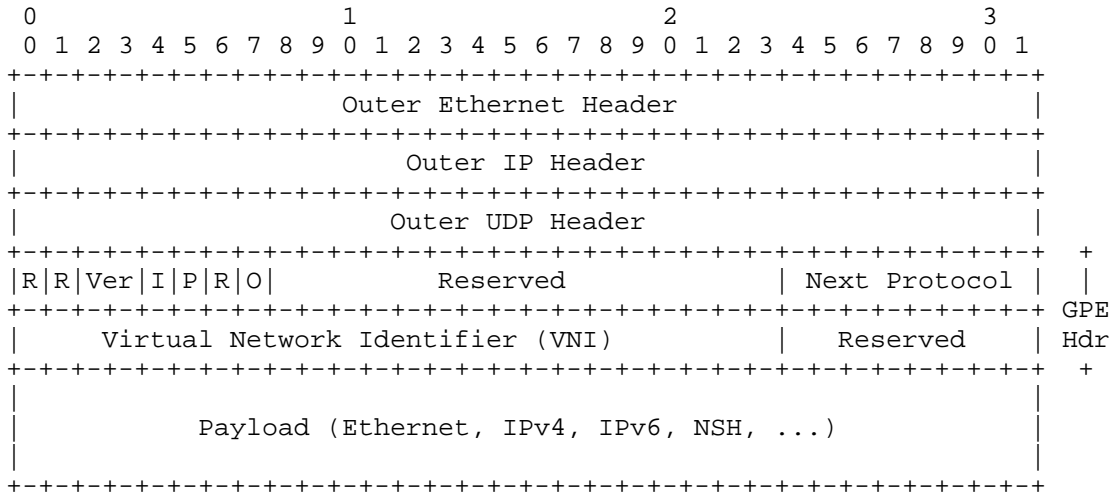 0                   1                   2                   3
 0 1 2 3 4 5 6 7 8 9 0 1 2 3 4 5 6 7 8 9 0 1 2 3 4 5 6 7 8 9 0 1
+-+-+-+-+-+-+-+-+-+-+-+-+-+-+-+-+-+-+-+-+-+-+-+-+-+-+-+-+-+-+-+-+
|                    Outer Ethernet Header                      |
+-+-+-+-+-+-+-+-+-+-+-+-+-+-+-+-+-+-+-+-+-+-+-+-+-+-+-+-+-+-+-+-+
|                        Outer IP Header                        |
+-+-+-+-+-+-+-+-+-+-+-+-+-+-+-+-+-+-+-+-+-+-+-+-+-+-+-+-+-+-+-+-+
|                       Outer UDP Header                        |
+-+-+-+-+-+-+-+-+-+-+-+-+-+-+-+-+-+-+-+-+-+-+-+-+-+-+-+-+-+-+-+-+  +
|R|R|Ver|I|P|R|O|          Reserved             | Next Protocol |  |
+-+-+-+-+-+-+-+-+-+-+-+-+-+-+-+-+-+-+-+-+-+-+-+-+-+-+-+-+-+-+-+-+ GPE
|     Virtual Network Identifier (VNI)          |   Reserved    | Hdr
+-+-+-+-+-+-+-+-+-+-+-+-+-+-+-+-+-+-+-+-+-+-+-+-+-+-+-+-+-+-+-+-+  +
|                                                               |
|           Payload (Ethernet, IPv4, IPv6, NSH, ...)            |
|                                                               |
+-+-+-+-+-+-+-+-+-+-+-+-+-+-+-+-+-+-+-+-+-+-+-+-+-+-+-+-+-+-+-+-+